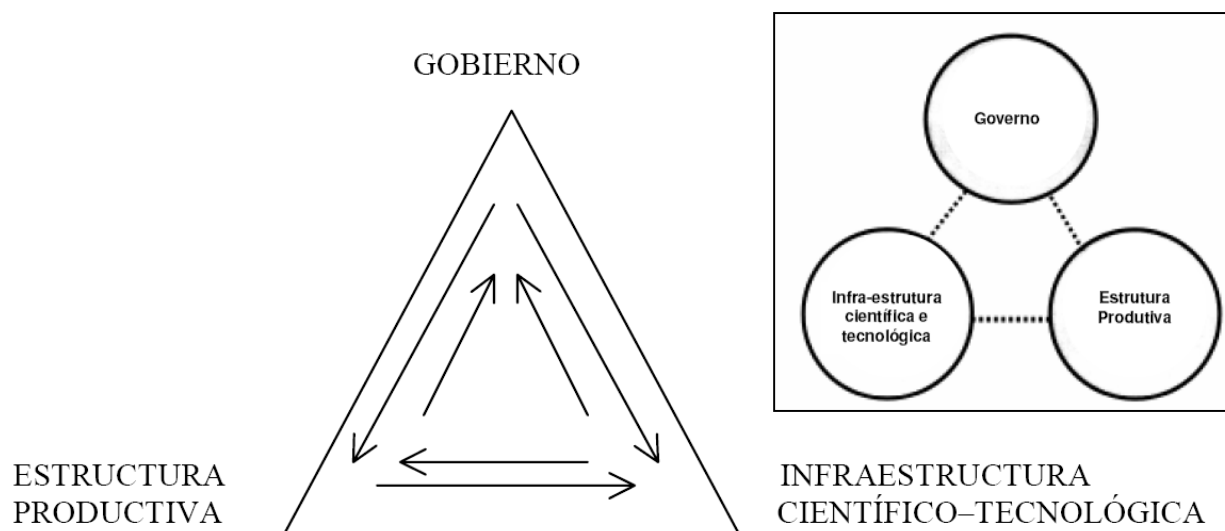 GOBIERNO
Governo
Infra-estrutura
científica e
tecnológica
Estrutura
Produtiva
ESTRUCTURA
PRODUCTIVA
INFRAESTRUCTURA
CIENTÍFICO–TECNOLÓGICA